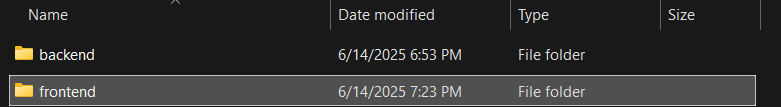 Name Date modified Type Size
backend 6/14/2025 6:53 PM File folder
frontend 6/14/2025 7:23 PM File folder